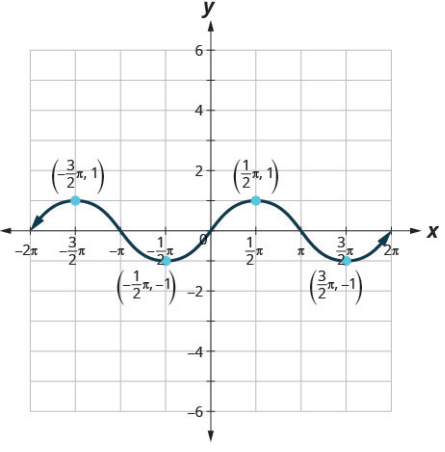 y
6
4
2
(-3/2π, 1)
(1/2π, 1)
x
-2π
-3/2π
-π
-1/2π
0
1/2π
π
3/2π
2π
(-1/2π, -1)
(3/2π, -1)
-2
-4
-6